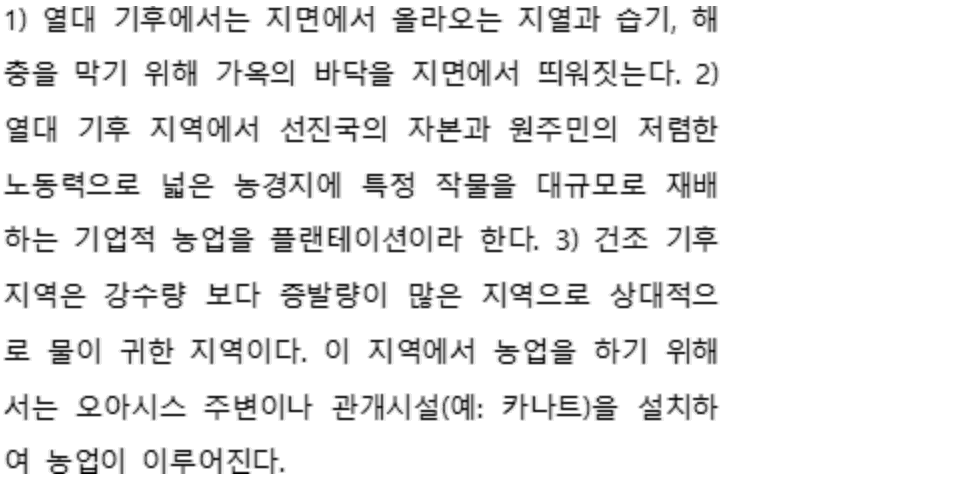 1) 열대 기후에서는 지면에서 올라오는 지열과 습기, 해
충을 막기 위해 가옥의 바닥을 지면에서 띄워짓는다. 2)
열대 기후 지역에서 선진국의 자본과 원주민의 저렴한
노동력으로 넓은 농경지에 특정 작물을 대규모로 재배
하는 기업적 농업을 플랜테이션이라 한다. 3) 건조 기후
지역은 강수량 보다 증발량이 많은 지역으로 상대적으
로 물이 귀한 지역이다. 이 지역에서 농업을 하기 위해
서는 오아시스 주변이나 관개시설(예: 카나트)을 설치하
여 농업이 이루어진다.